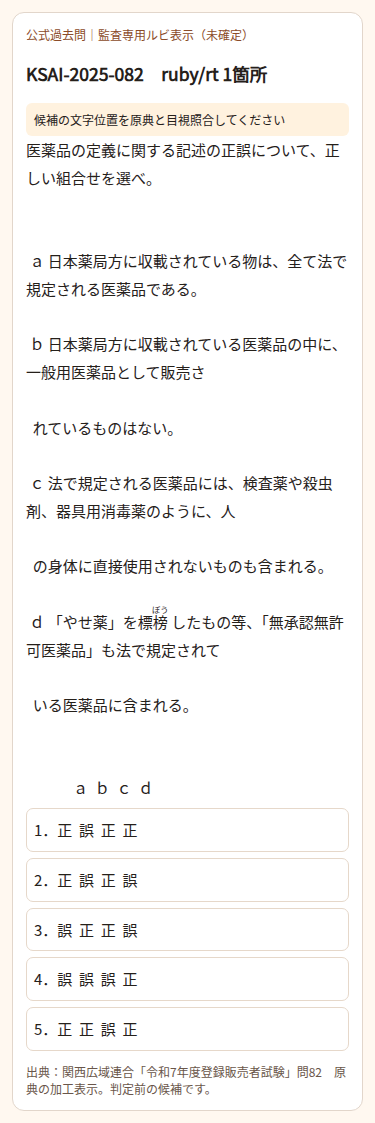 公式過去問｜監査専用ルビ表示（未確定）
KSAI-2025-082　ruby/rt 1箇所
候補の文字位置を原典と目視照合してください
医薬品の定義に関する記述の正誤について、正
しい組合せを選べ。
ａ 日本薬局方に収載されている物は、全て法で
規定される医薬品である。
ｂ 日本薬局方に収載されている医薬品の中に、
一般用医薬品として販売さ
れているものはない。
ｃ 法で規定される医薬品には、検査薬や殺虫
剤、器具用消毒薬のように、人
の身体に直接使用されないものも含まれる。
ぼう
ｄ 「やせ薬」を標榜 したもの等、「無承認無許
可医薬品」も法で規定されて
いる医薬品に含まれる。
ａ ｂ ｃ ｄ
1．正 誤 正 正
2．正 誤 正 誤
3．誤 正 正 誤
4．誤 誤 誤 正
5．正 正 誤 正
出典：関西広域連合「令和7年度登録販売者試験」問82　原
典の加工表示。判定前の候補です。